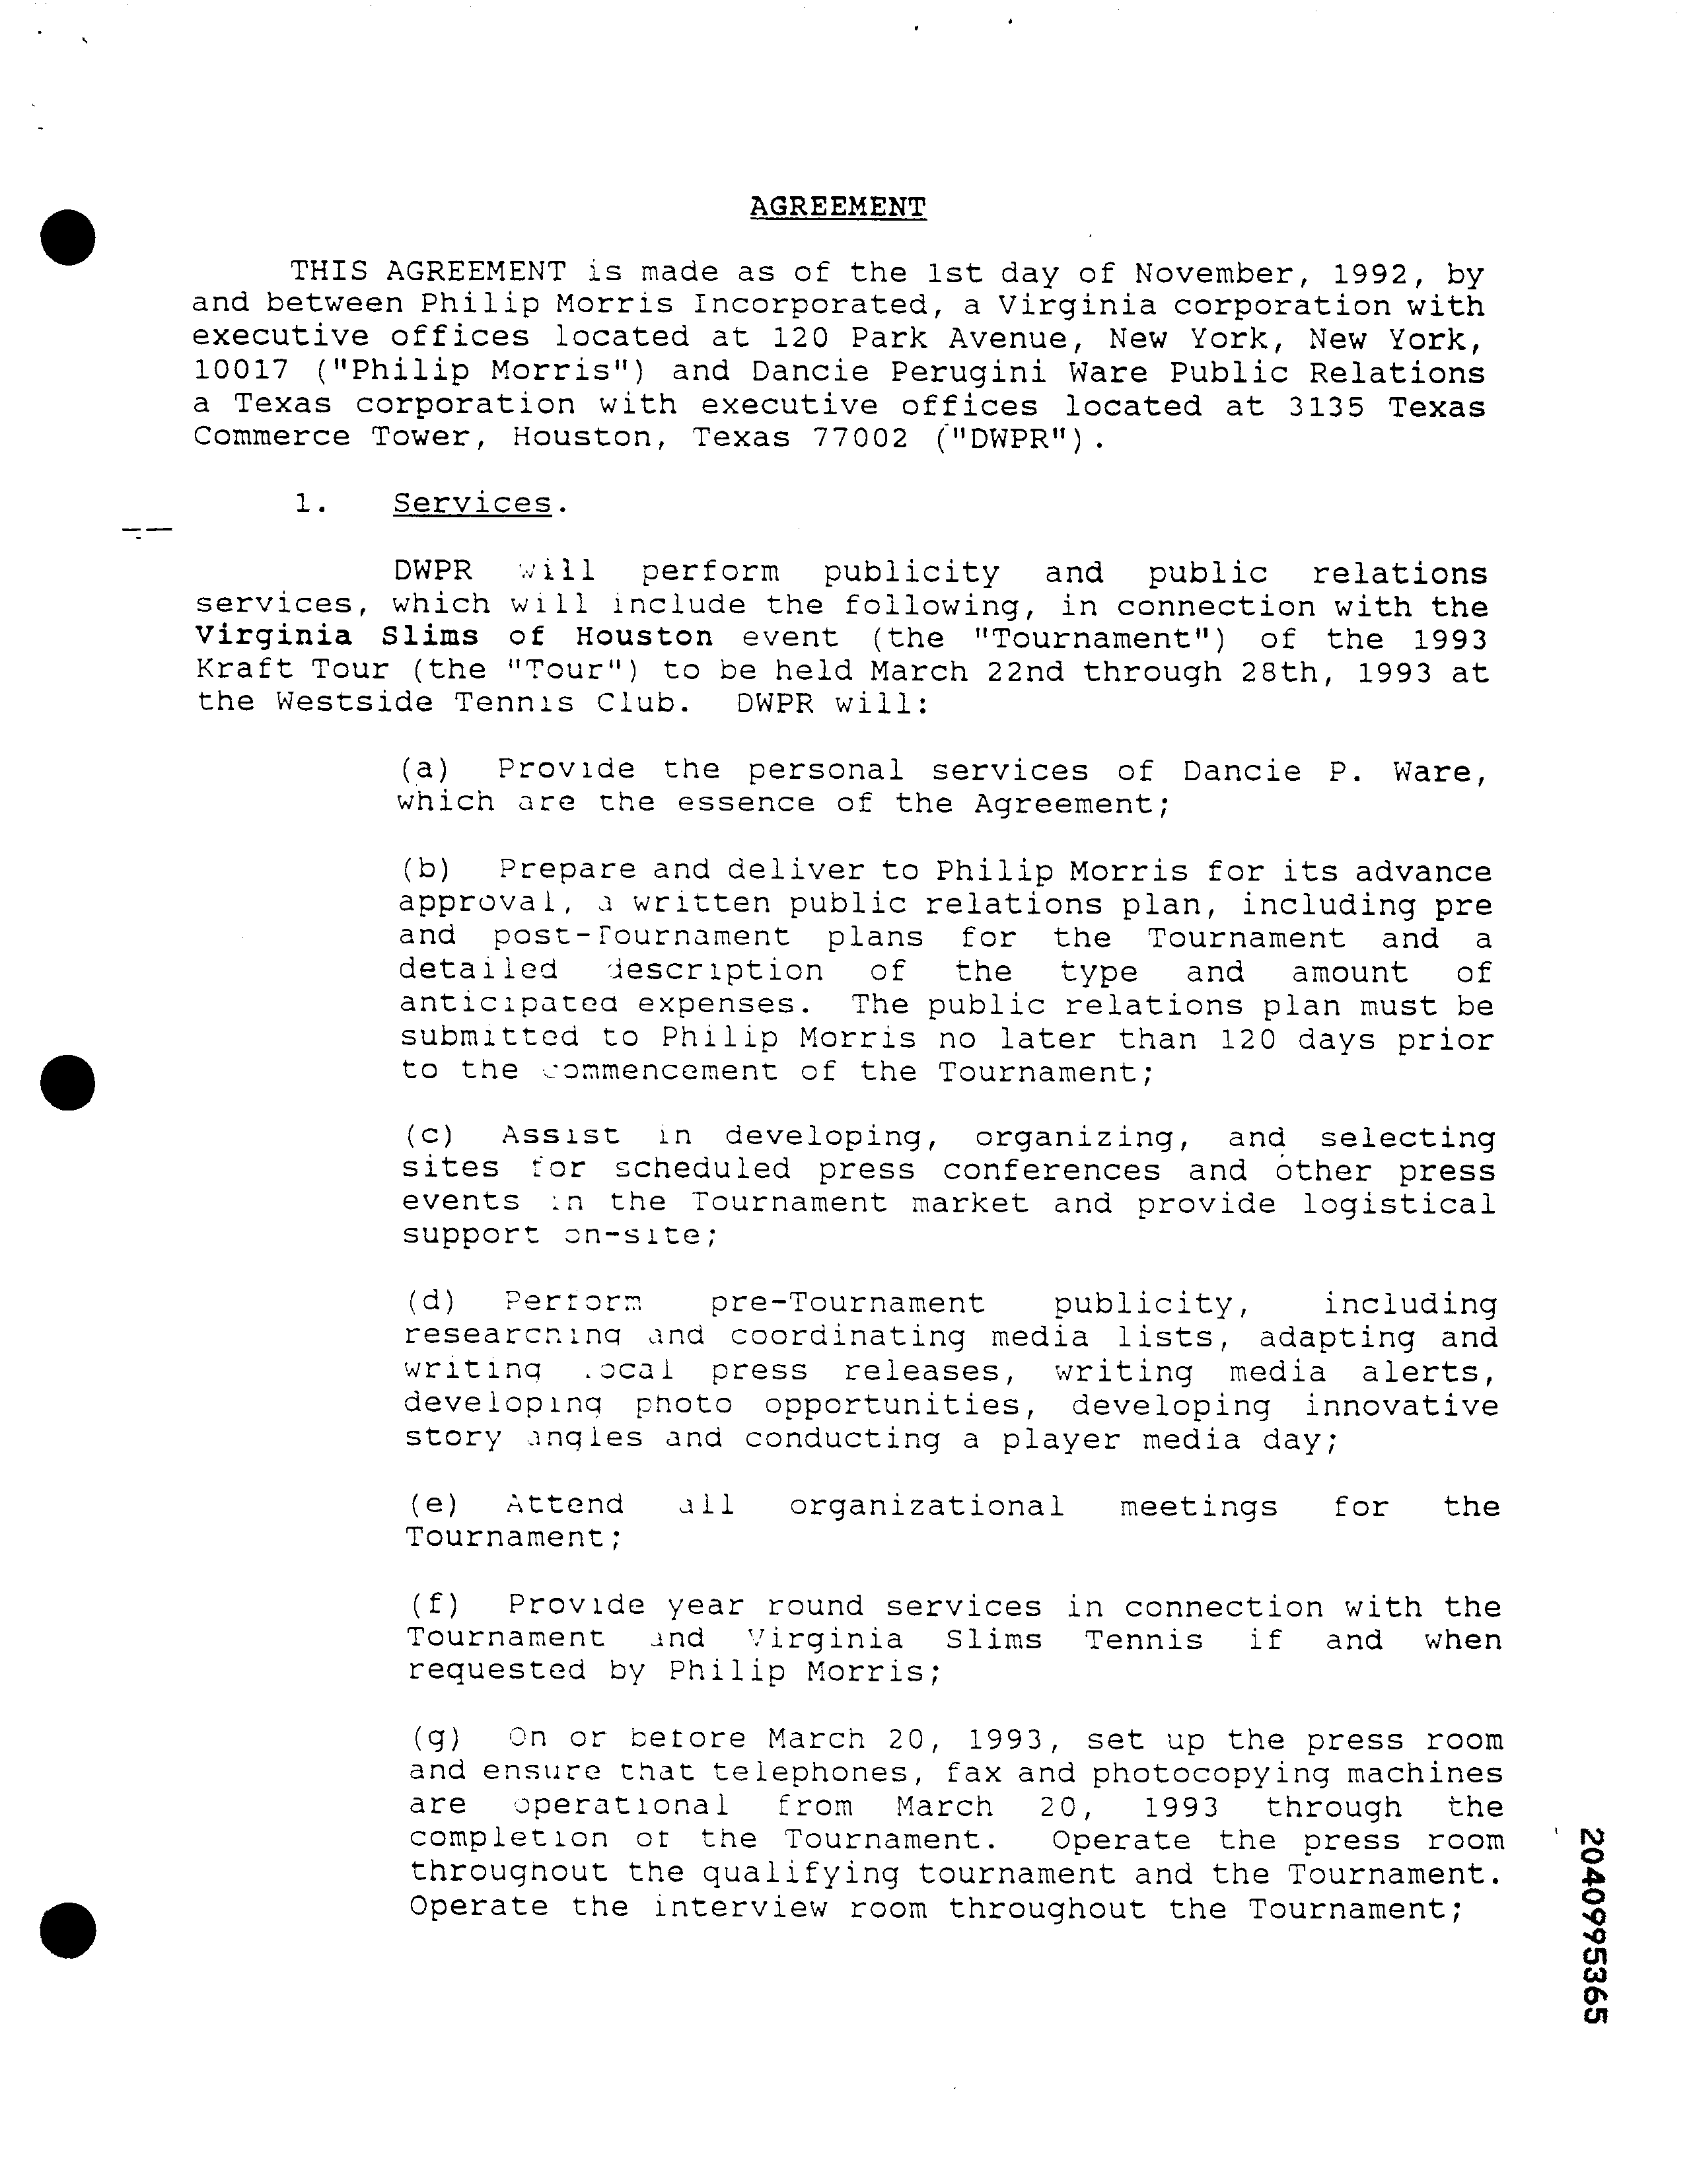 AGREEMENT
THIS AGREEMENT is made as of the 1st day of November, 1992, by
and between Philip Morris Incorporated, a Virginia corporation with
executive offices located at 120 Park Avenue, New York, New York,
10017 ("Philip Morris") and Dancie Perugini Ware Public Relations
a Texas corporation with executive offices located at 3135 Texas
Commerce Tower, Houston, Texas 77002 ("DWPR").
1. Services.
DWPR will perform publicity and public relations
services, which will include the following, in connection with the
Virginia Slims of Houston event (the "Tournament") of the 1993
Kraft Tour (the "Tour") to be held March 22nd through 28th, 1993 at
the Westside Tennis Club. DWPR will:
(a) Provide the personal services of Dancie P. Ware,
which are the essence of the Agreement;
(b) Prepare and deliver to Philip Morris for its advance
approval, a written public relations plan, including pre
and post-Tournament plans for the Tournament and a
detailed description of the type and amount of
anticipated expenses. The public relations plan must be
submitted to Philip Morris no later than 120 days prior
to the commencement of the Tournament;
(c) Assist in developing, organizing, and selecting
sites for scheduled press conferences and other press
events in the Tournament market and provide logistical
support on-site;
(d) Perform pre-Tournament publicity, including
researching and coordinating media lists, adapting and
writing local press releases, writing media alerts,
developing photo opportunities, developing innovative
story angles and conducting a player media day;
(e) Attend all organizational meetings for the
Tournament;
(f) Provide year round services in connection with the
Tournament and Virginia Slims Tennis if and when
requested by Philip Morris;
(g) On or before March 20, 1993, set up the press room
and ensure that telephones, fax and photocopying machines
are operational from March 20, 1993 through the
completion of the Tournament. Operate the press room
throughout the qualifying tournament and the Tournament.
Operate the interview room throughout the Tournament;
2040995365